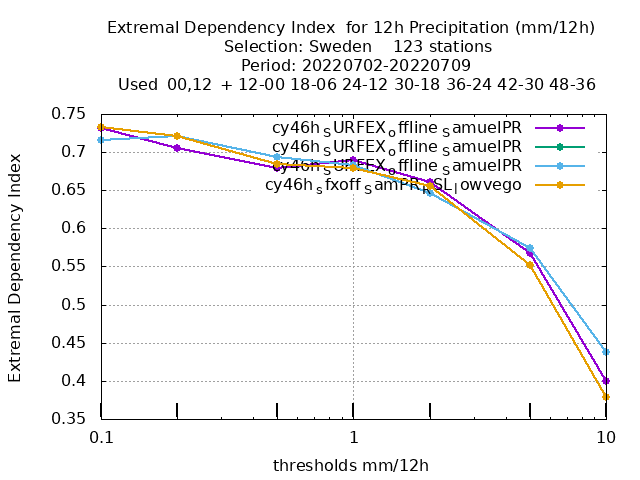 Extremal Dependency Index  for 12h Precipitation (mm/12h)
Selection: Sweden    123 stations
Period: 20220702-20220709
Used  00,12  + 12-00 18-06 24-12 30-18 36-24 42-30 48-36
Extremal Dependency Index
0.75
0.7
0.65
0.6
0.55
0.5
0.45
0.4
0.35
cy46h_SURFEX_offline_SamuelPR
cy46h_SURFEX_offline_SamuelPR
cy46h_SURFEX_offline_SamuelPR
cy46h_sfxoff_SamPR_RSL_lowvego
0.1 1 10
thresholds mm/12h